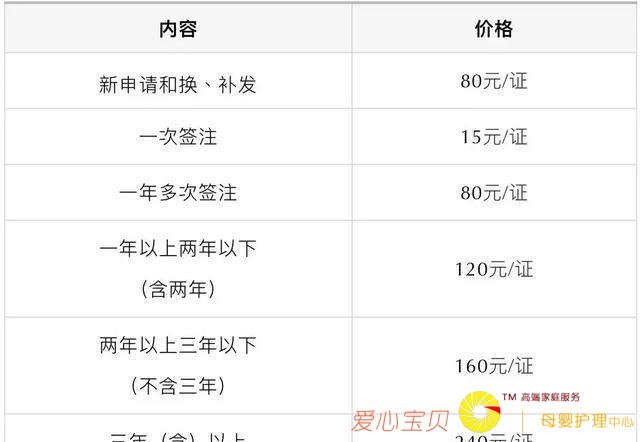 内容
价格
新申请和换、补发
80元/证
一次签注
15元/证
一年多次签注
80元/证
一年以上两年以下
（含两年）
120元/证
两年以上三年以下
（不含三年）
160元/证
TM 高端家庭服务
爱心宝贝
母婴护理中心
三年（含）以上
240元/证